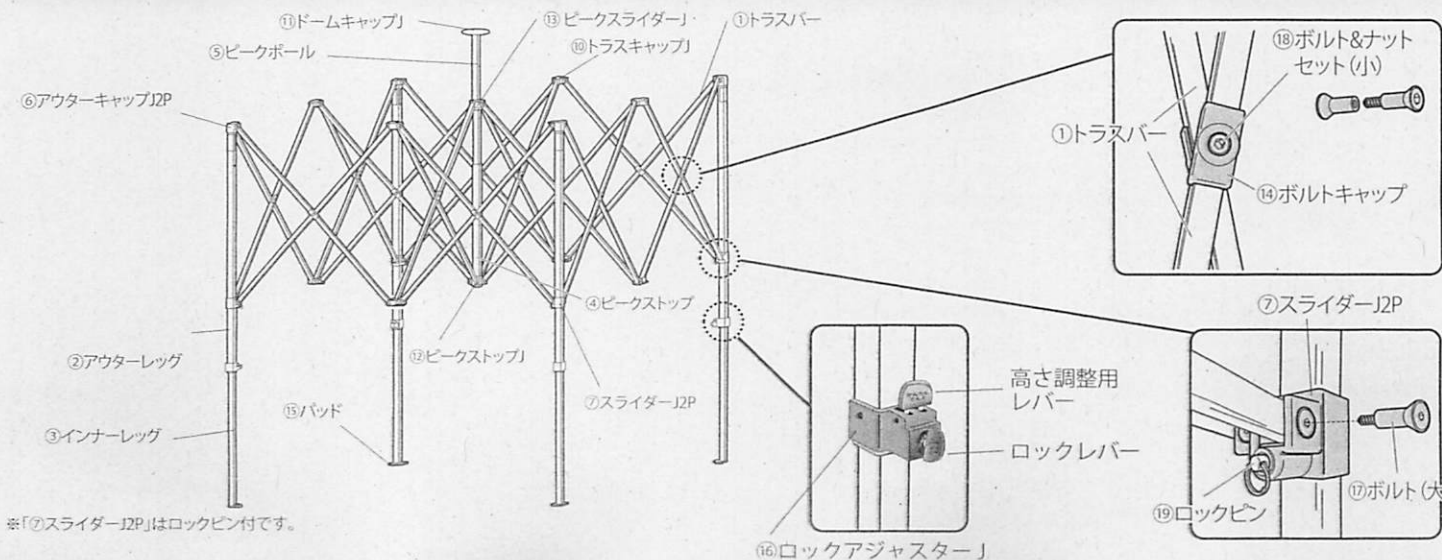 ⑪ドームキャップJ
⑬ピークスライダーJ
①トラスバー
⑤ピークポール
⑩トラスキャップJ
⑥アウターキャップJ2P
④ピークストップ
②アウターレッグ
⑫ピークストップJ
⑦スライダーJ2P
⑮パッド
③インナーレッグ
※「⑦スライダーJ2P」はロックピン付です。
⑱ボルト&ナット
セット(小)
①トラスバー
⑭ボルトキャップ
高さ調整用
レバー
ロックレバー
⑯ロックアジャスターJ
⑦スライダーJ2P
⑰ボルト(大
⑲ロックピン